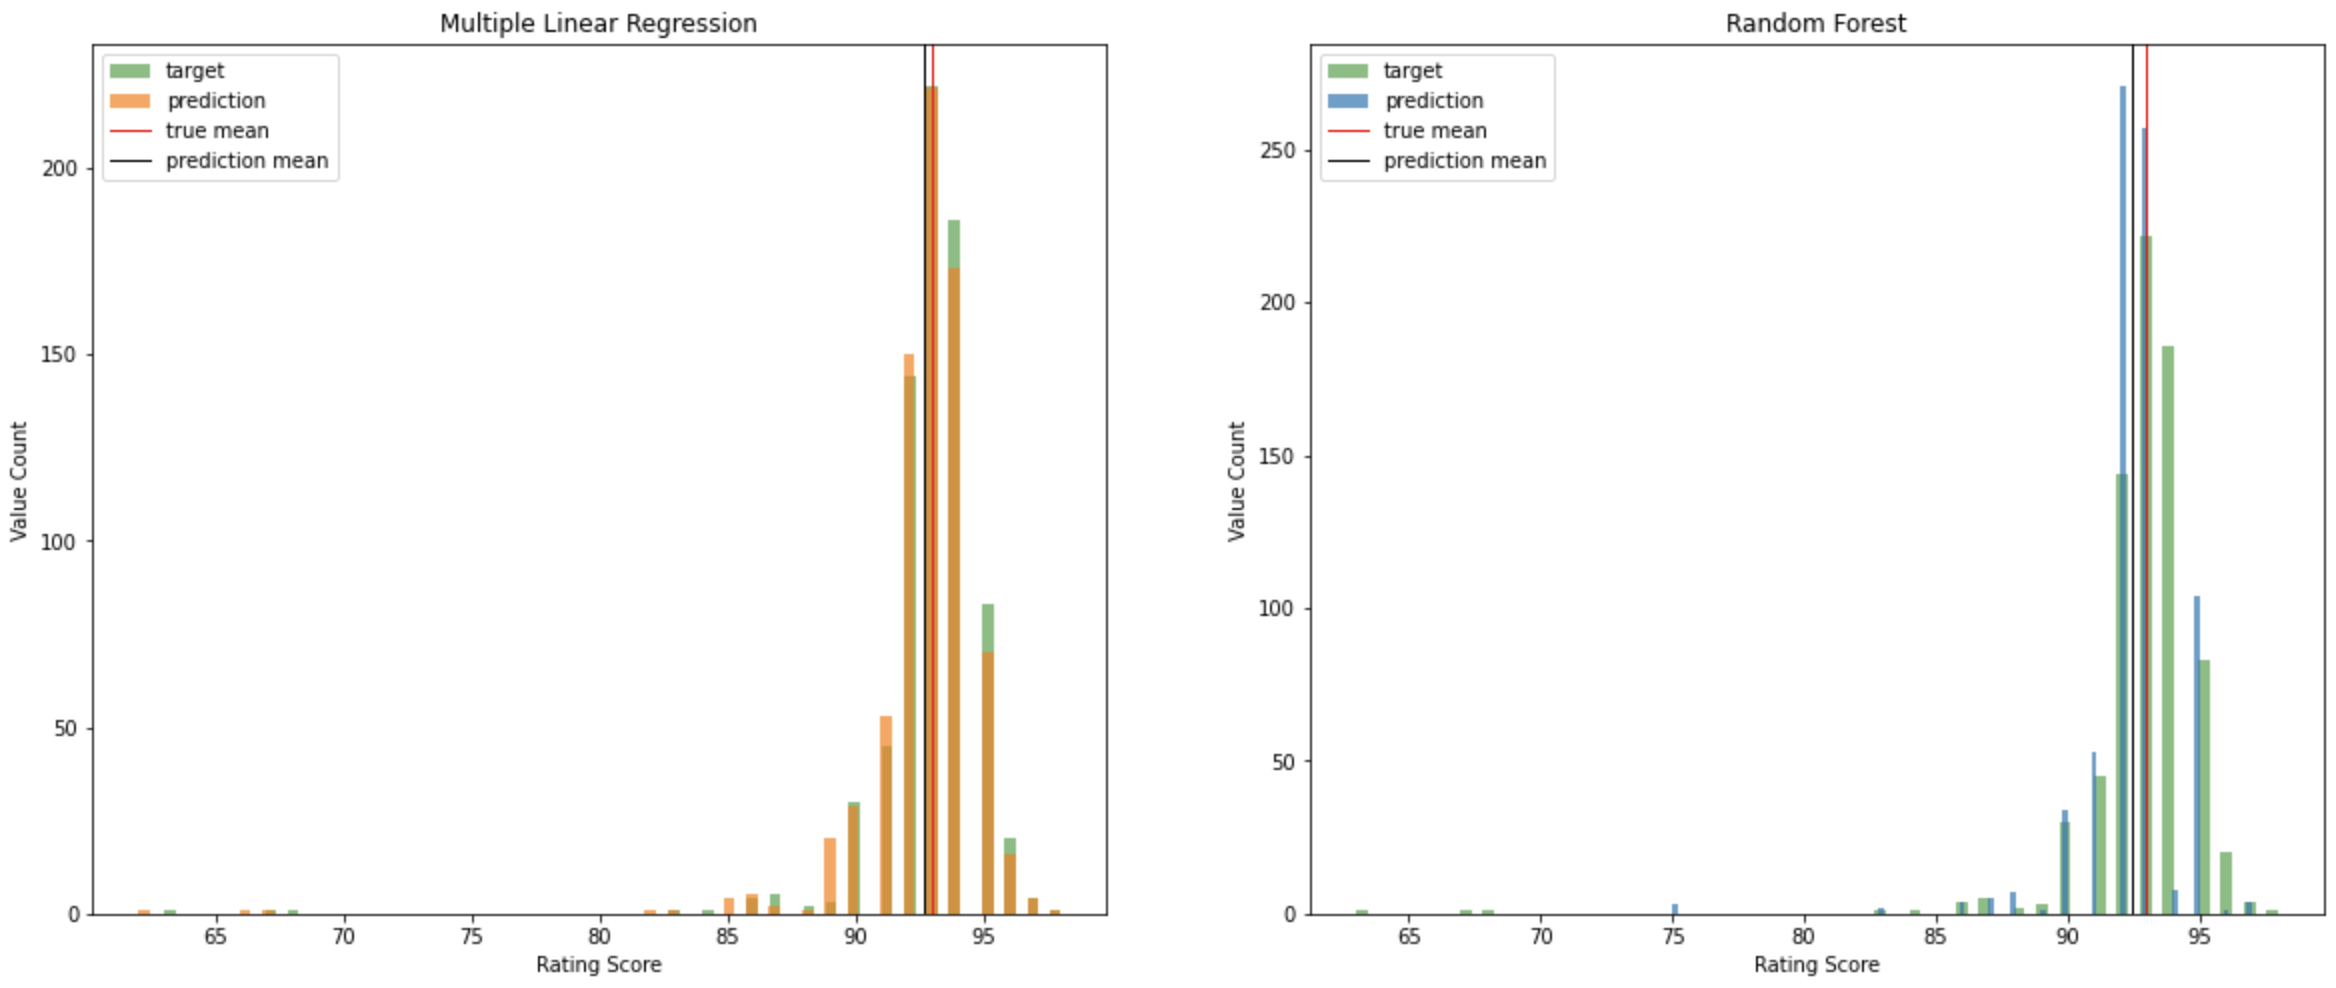 Multiple Linear Regression
target
prediction
true mean
prediction mean
200
150
100
50
0
65 70 75 80 85 90 95
Rating Score
Value Count
Random Forest
target
prediction
true mean
prediction mean
250
200
150
100
50
0
65 70 75 80 85 90 95
Rating Score
Value Count